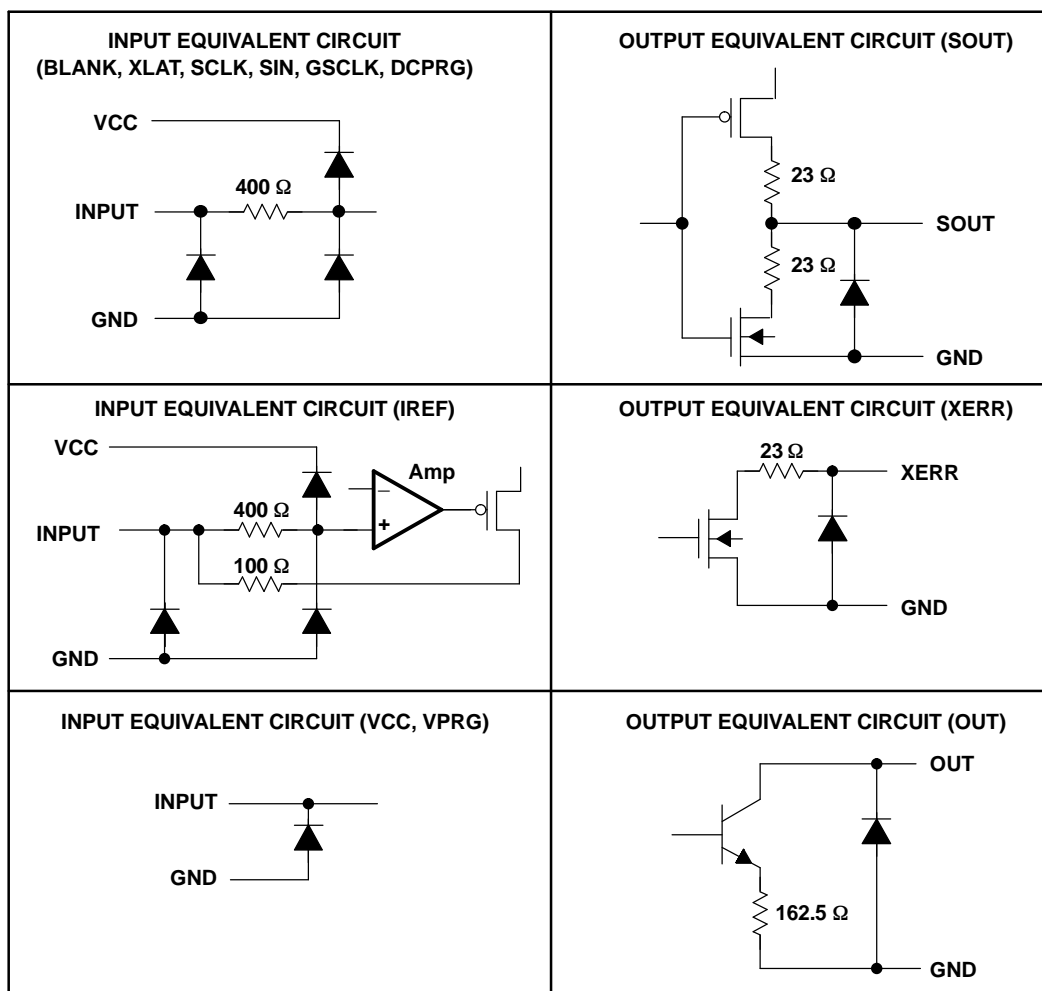 INPUT EQUIVALENT CIRCUIT
(BLANK, XLAT, SCLK, SIN, GSCLK, DCPRG)
VCC
400 Ω
INPUT
GND
OUTPUT EQUIVALENT CIRCUIT (SOUT)
23 Ω
SOUT
23 Ω
GND
INPUT EQUIVALENT CIRCUIT (IREF)
VCC
Amp
–
400 Ω
INPUT
+
100 Ω
GND
OUTPUT EQUIVALENT CIRCUIT (XERR)
23 Ω
XERR
GND
INPUT EQUIVALENT CIRCUIT (VCC, VPRG)
INPUT
GND
OUTPUT EQUIVALENT CIRCUIT (OUT)
OUT
162.5 Ω
GND